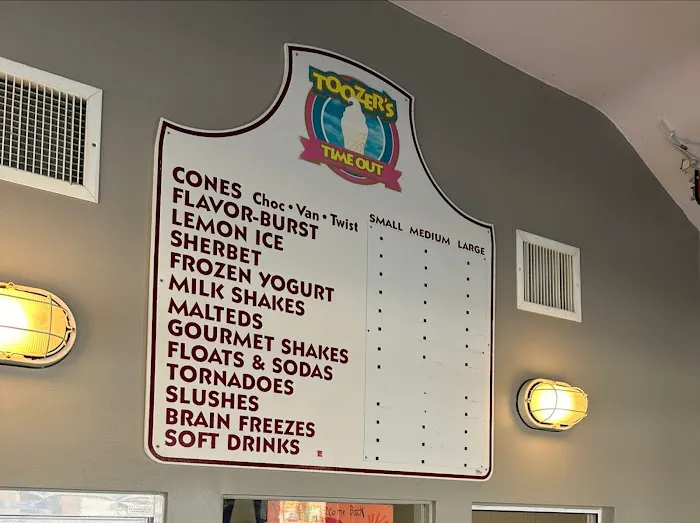 TOOZER'S
TIME OUT
CONES Choc • Van • Twist
SMALL MEDIUM LARGE
FLAVOR-BURST
LEMON ICE
SHERBET
FROZEN YOGURT
MILK SHAKES
MALTEDS
GOURMET SHAKES
FLOATS & SODAS
TORNADOES
SLUSHES
BRAIN FREEZES
SOFT DRINKS
Back